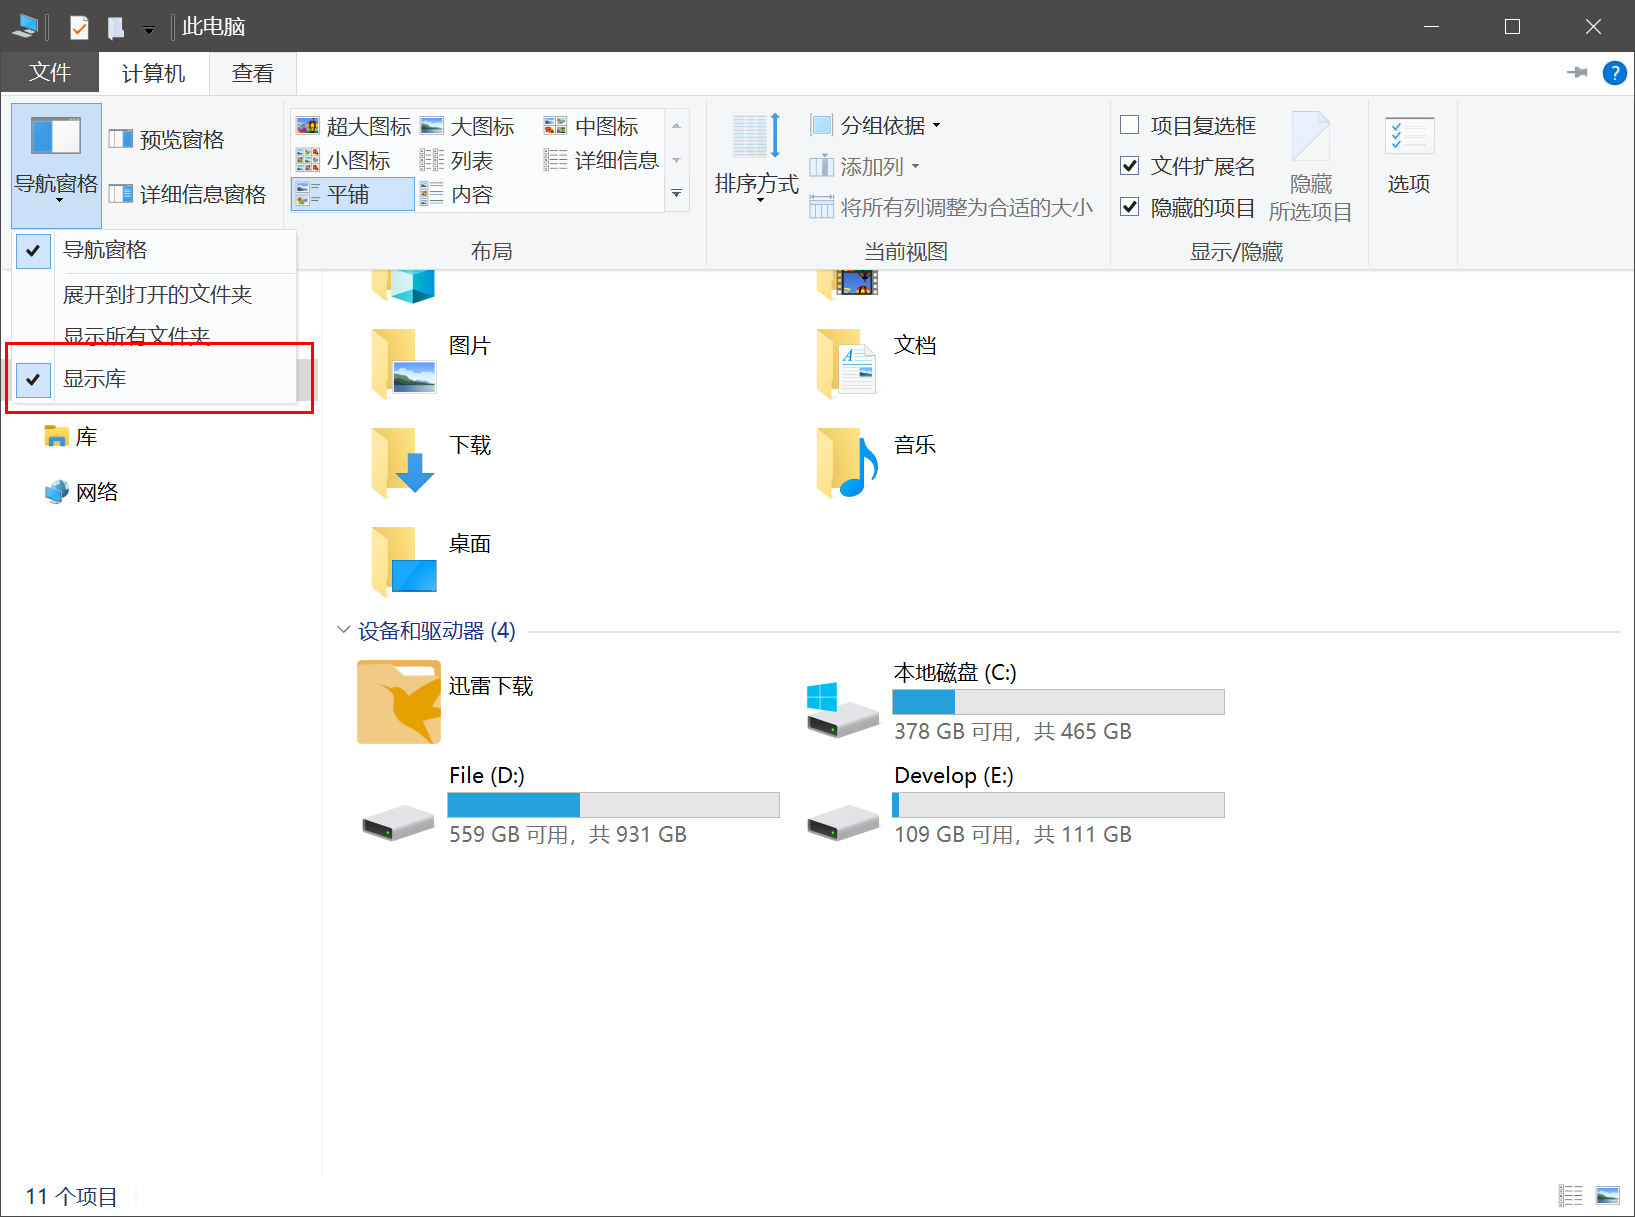 此电脑
文件
计算机
查看
?
导航窗格
预览窗格
详细信息窗格
超大图标
大图标
中图标
小图标
列表
详细信息
平铺
内容
布局
排序方式
分组依据
添加列
将所有列调整为合适的大小
当前视图
项目复选框
文件扩展名
隐藏的项目
隐藏
所选项目
显示/隐藏
选项
导航窗格
展开到打开的文件夹
显示所有文件夹
显示库
库
网络
图片
文档
下载
音乐
桌面
设备和驱动器 (4)
迅雷下载
本地磁盘 (C:)
378 GB 可用，共 465 GB
File (D:)
559 GB 可用，共 931 GB
Develop (E:)
109 GB 可用，共 111 GB
11 个项目